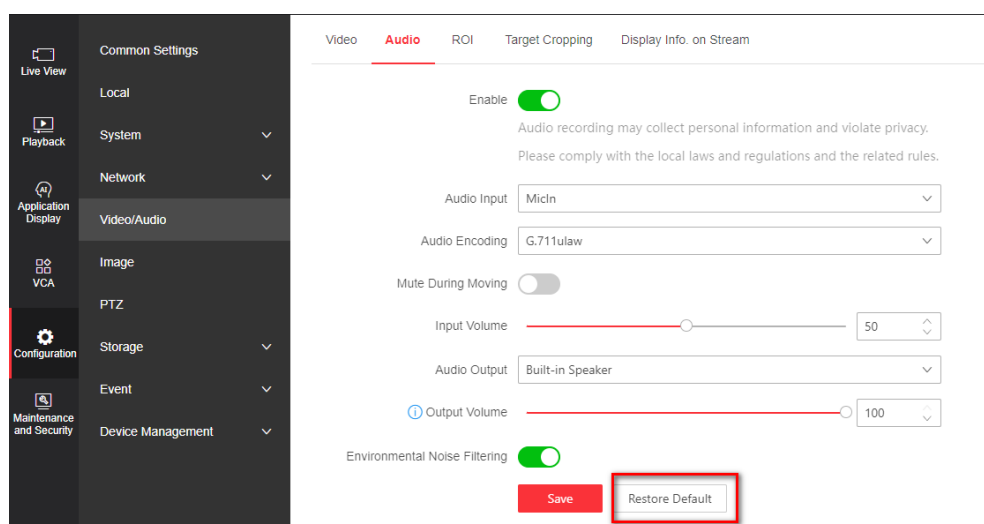 Live View
Playback
AI
Application
Display
VCA
Configuration
Maintenance
and Security
Common Settings
Local
System
Network
Video/Audio
Image
PTZ
Storage
Event
Device Management
Video Audio ROI Target Cropping Display Info. on Stream
Enable
Audio recording may collect personal information and violate privacy.
Please comply with the local laws and regulations and the related rules.
Audio Input MicIn
Audio Encoding G.711ulaw
Mute During Moving
Input Volume 50
Audio Output Built-in Speaker
Output Volume 100
Environmental Noise Filtering
Save Restore Default